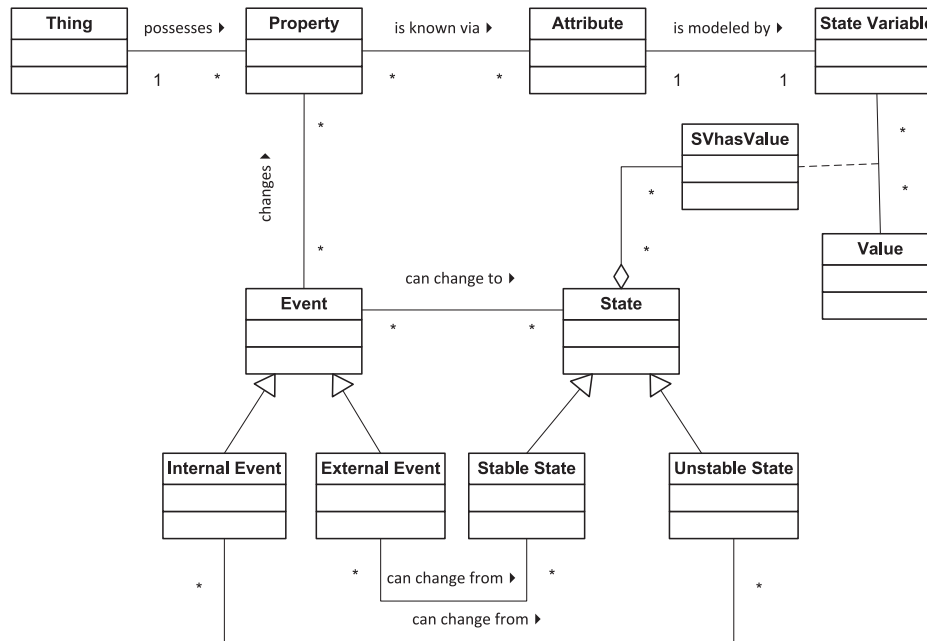 Thing
possesses ▶
Property
is known via ▶
Attribute
is modeled by ▶
State Variable
1
*
*
*
1
1
*
changes ▶
*
SVhasValue
*
*
*
*
Value
Event
can change to ▶
State
*
*
Internal Event
External Event
Stable State
Unstable State
*
*
can change from ▶
*
*
can change from ▶